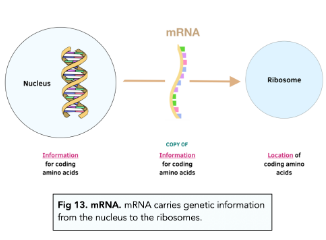 mRNA
Nucleus
Ribosome
COPY OF
Information
for coding
amino acids
Information
for coding
amino acids
Location of
coding amino
acids
Fig 13. mRNA. mRNA carries genetic information
from the nucleus to the ribosomes.